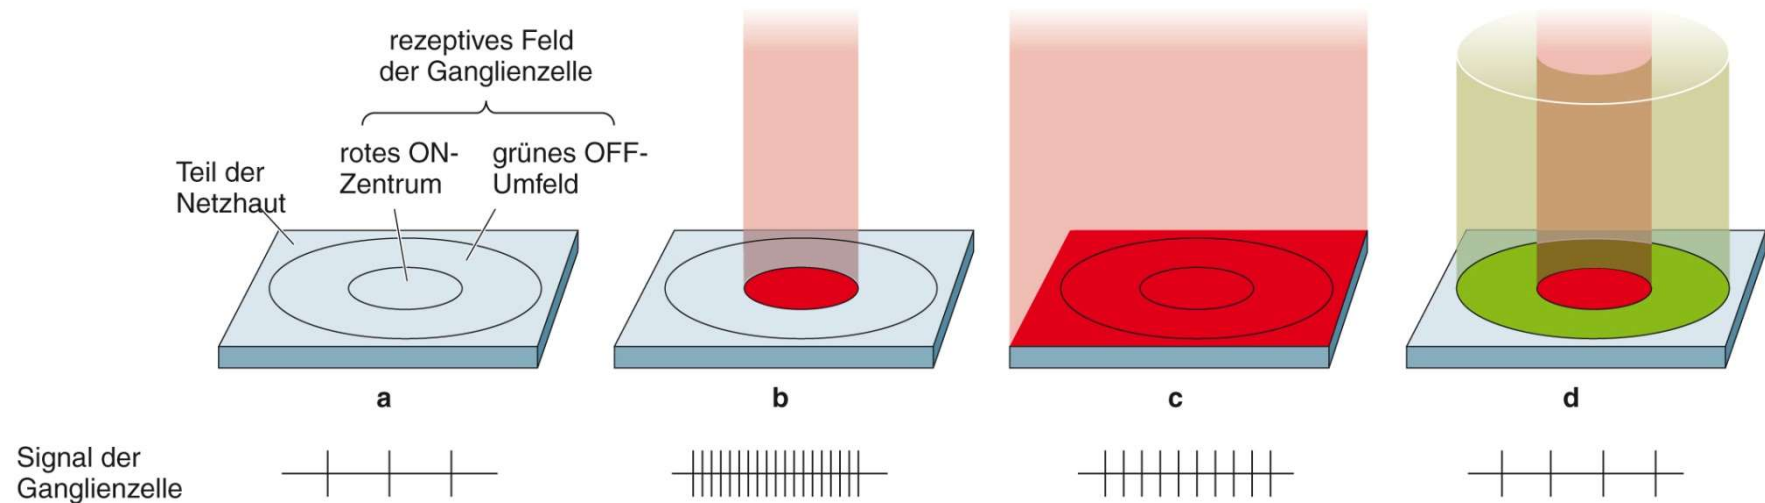 rezeptives Feld
der Ganglienzelle
rotes ON-
Zentrum
grünes OFF-
Umfeld
Teil der
Netzhaut
a
b
c
d
Signal der
Ganglienzelle